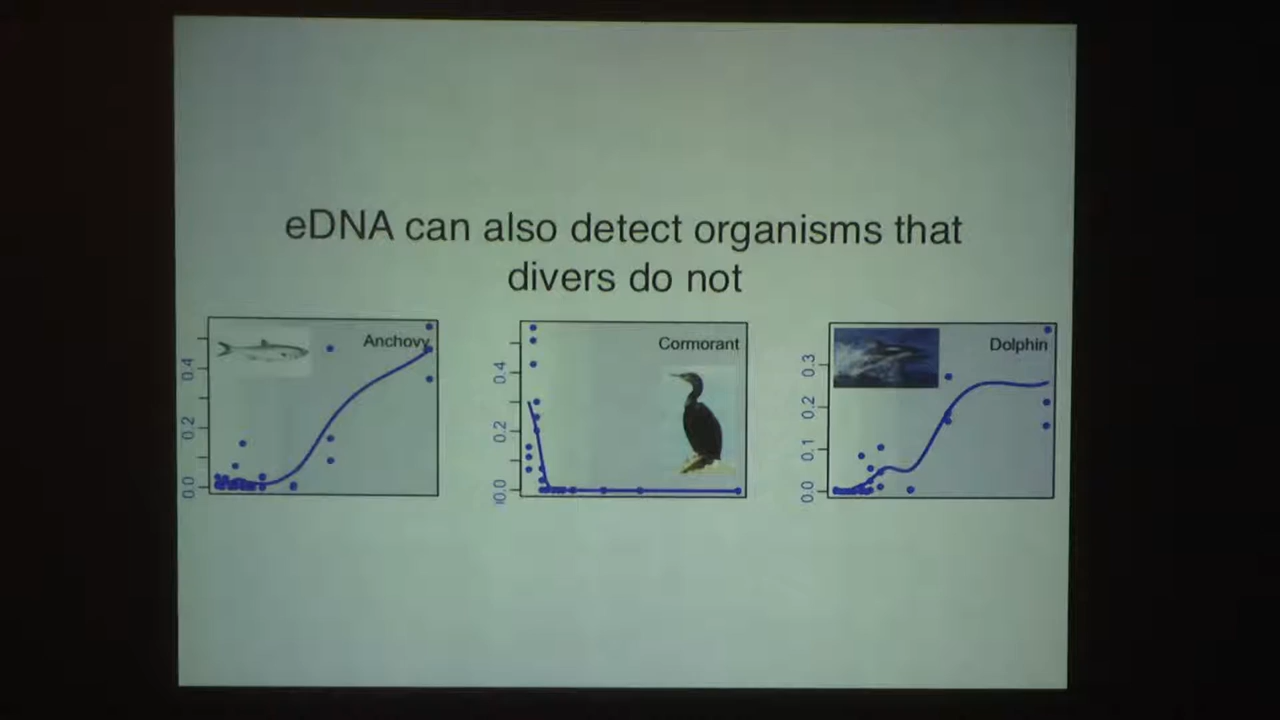 eDNA can also detect organisms that
divers do not
Anchovy
0.4
0.2
0.0
Cormorant
0.4
0.2
0.0
Dolphin
0.3
0.2
0.1
0.0